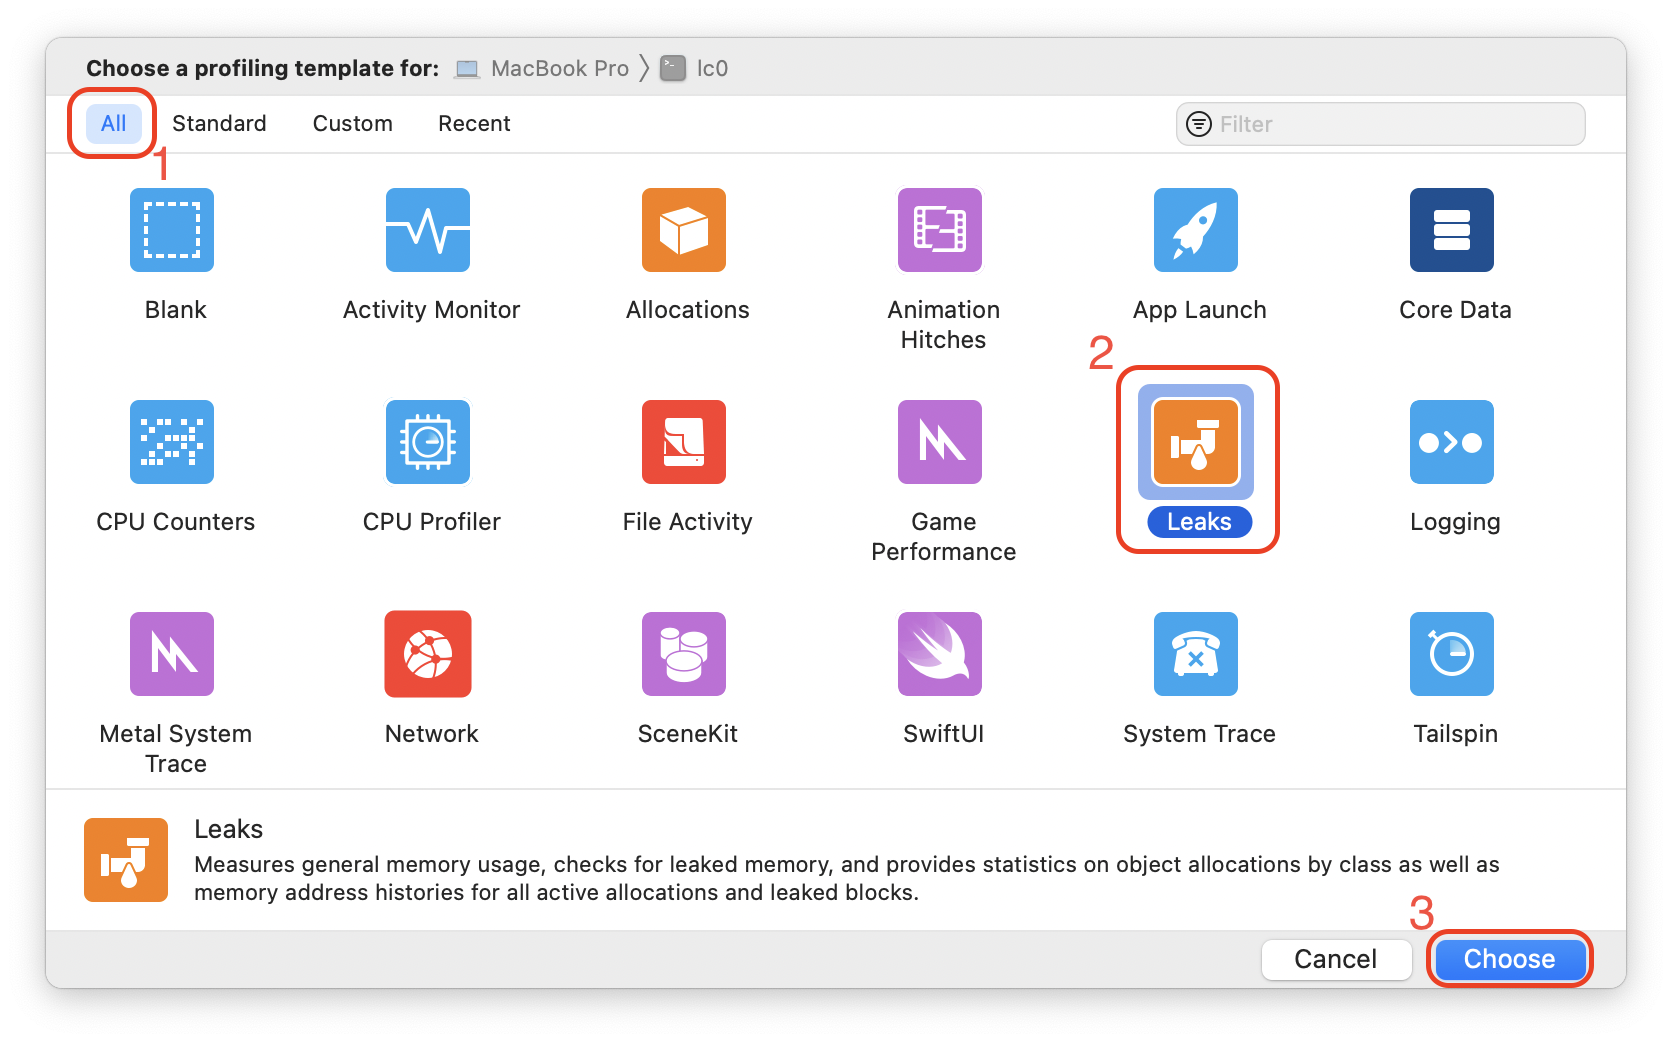 Choose a profiling template for: MacBook Pro lc0
All Standard Custom Recent Filter
1
Blank Activity Monitor Allocations Animation Hitches App Launch Core Data
2
CPU Counters CPU Profiler File Activity Game Performance Leaks Logging
Metal System Trace Network SceneKit SwiftUI System Trace Tailspin
Leaks
Measures general memory usage, checks for leaked memory, and provides statistics on object allocations by class as well as
memory address histories for all active allocations and leaked blocks.
3
Cancel Choose